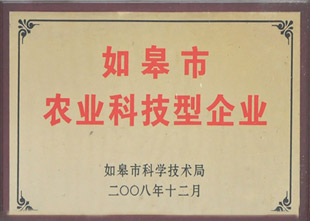 如皋市
农业科技型企业
如皋市科学技术局
二〇〇八年十二月